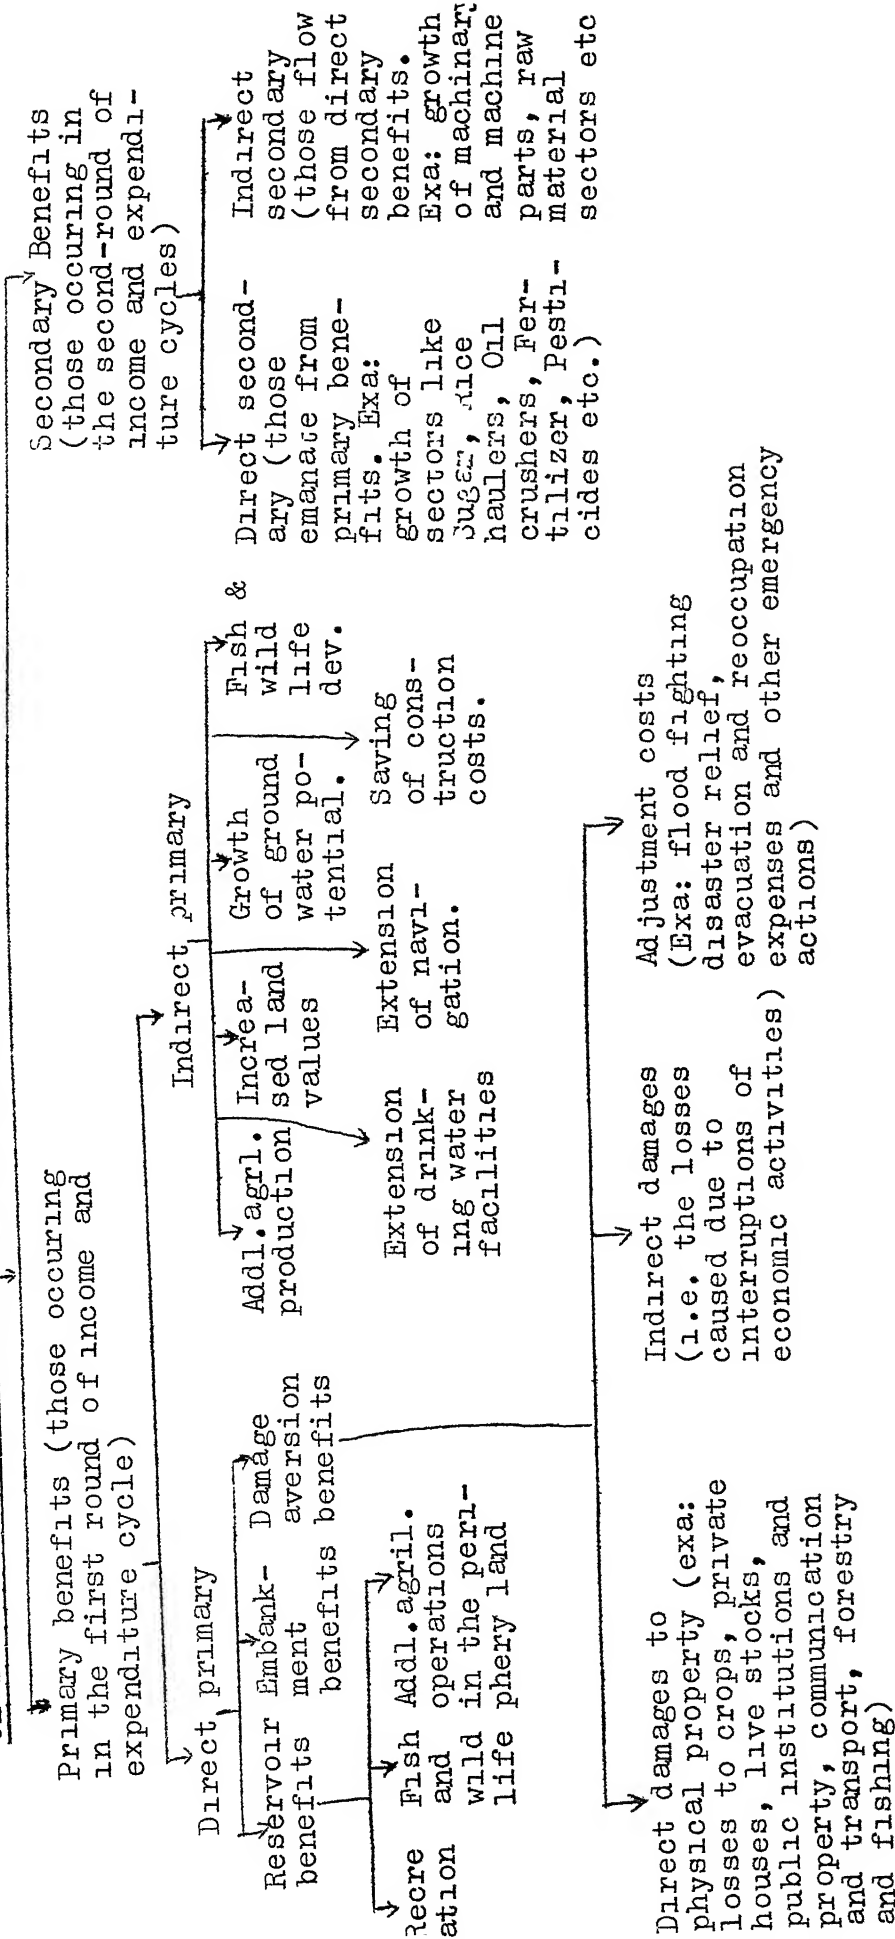 Primary benefits (those occuring
in the first round of income and
expenditure cycle)
Secondary Benefits
(those occuring in
the second-round of
income and expendi-
ture cycles)
Direct primary
Indirect primary
Reservoir
benefits
Embank-
ment
benefits
Damage
aversion
benefits
Recre
ation
Fish
and
wild
life
Addl.agril.
operations
in the peri-
phery land
Addl.agrl.
production
Increa-
sed land
values
Growth
of ground
water po-
tential.
Fish &
wild
life
dev.
Extension
of drink-
ing water
facilities
Extension
of navi-
gation.
Saving
of cons-
truction
costs.
Direct second-
ary (those
emanate from
primary bene-
fits. Exa:
growth of
sectors like
Sugar, Rice
haulers, Oil
crushers, Fer-
tilizer, Pesti-
cides etc.)
Indirect
secondary
(those flow
from direct
secondary
benefits.
Exa: growth
of machinary
and machine
parts, raw
material
sectors etc
Direct damages to
physical property (exa:
losses to crops, private
houses, live stocks,
public institutions and
property, communication
and transport, forestry
and fishing)
Indirect damages
(i.e. the losses
caused due to
interruptions of
economic activities)
Adjustment costs
(Exa: flood fighting
disaster relief,
evacuation and reoccupation
expenses and other emergency
actions)